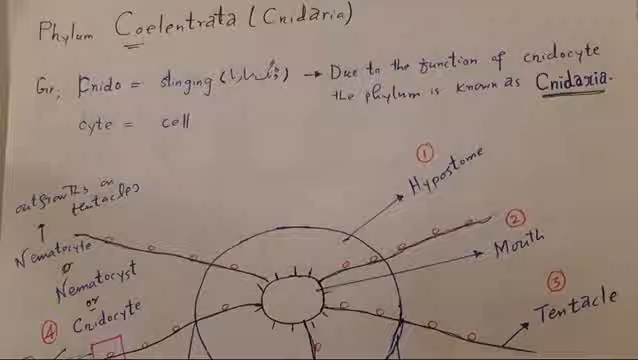 Phylum Coelentrata (Cnidaria)
Gr, Cnido = stinging ( ) → Due to the function of cnidocyte
the phylum is known as Cnidaria.
cyte = cell
① Hypostome
outgrowths on
tentacles
② Mouth
Nematocyte
or
Nematocyst
or
Cnidocyte
③ Tentacle
④